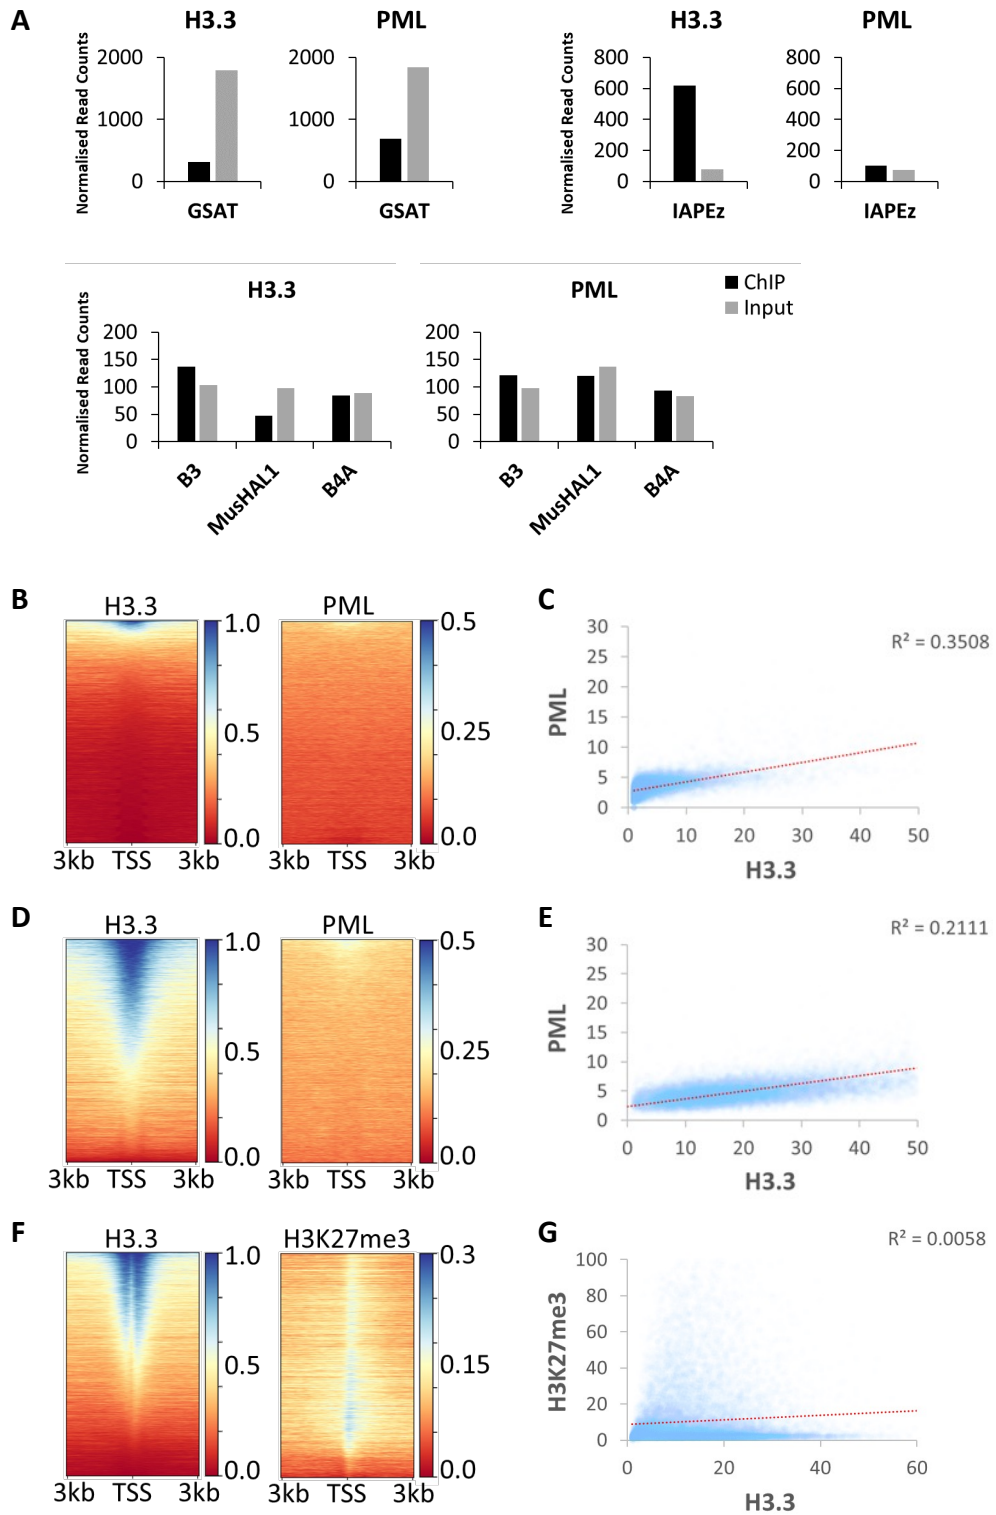 A
H3.3
PML
H3.3
PML
Normalised Read Counts
2000
1000
0
GSAT
2000
1000
0
GSAT
Normalised Read Counts
800
600
400
200
0
IAPEz
800
600
400
200
0
IAPEz
H3.3
PML
ChIP
Input
Normalised Read Counts
200
150
100
50
0
B3
MusHAL1
B4A
200
150
100
50
0
B3
MusHAL1
B4A
B
H3.3
1.0
0.5
0.0
3kb TSS 3kb
PML
0.5
0.25
0.0
3kb TSS 3kb
C
R² = 0.3508
PML
30
25
20
15
10
5
0
0 10 20 30 40 50
H3.3
D
H3.3
1.0
0.5
0.0
3kb TSS 3kb
PML
0.5
0.25
0.0
3kb TSS 3kb
E
R² = 0.2111
PML
30
25
20
15
10
5
0
0 10 20 30 40 50
H3.3
F
H3.3
1.0
0.5
0.0
3kb TSS 3kb
H3K27me3
0.3
0.15
0.0
3kb TSS 3kb
G
R² = 0.0058
H3K27me3
100
80
60
40
20
0
0 20 40 60
H3.3